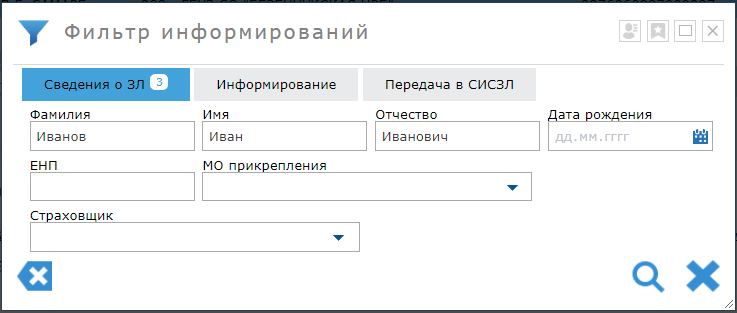 Фильтр информирований
Сведения о ЗЛ 3 Информирование Передача в СИСЗЛ
Фамилия Имя Отчество Дата рождения
Иванов Иван Иванович дд.мм.гггг
ЕНП МО прикрепления
Страховщик